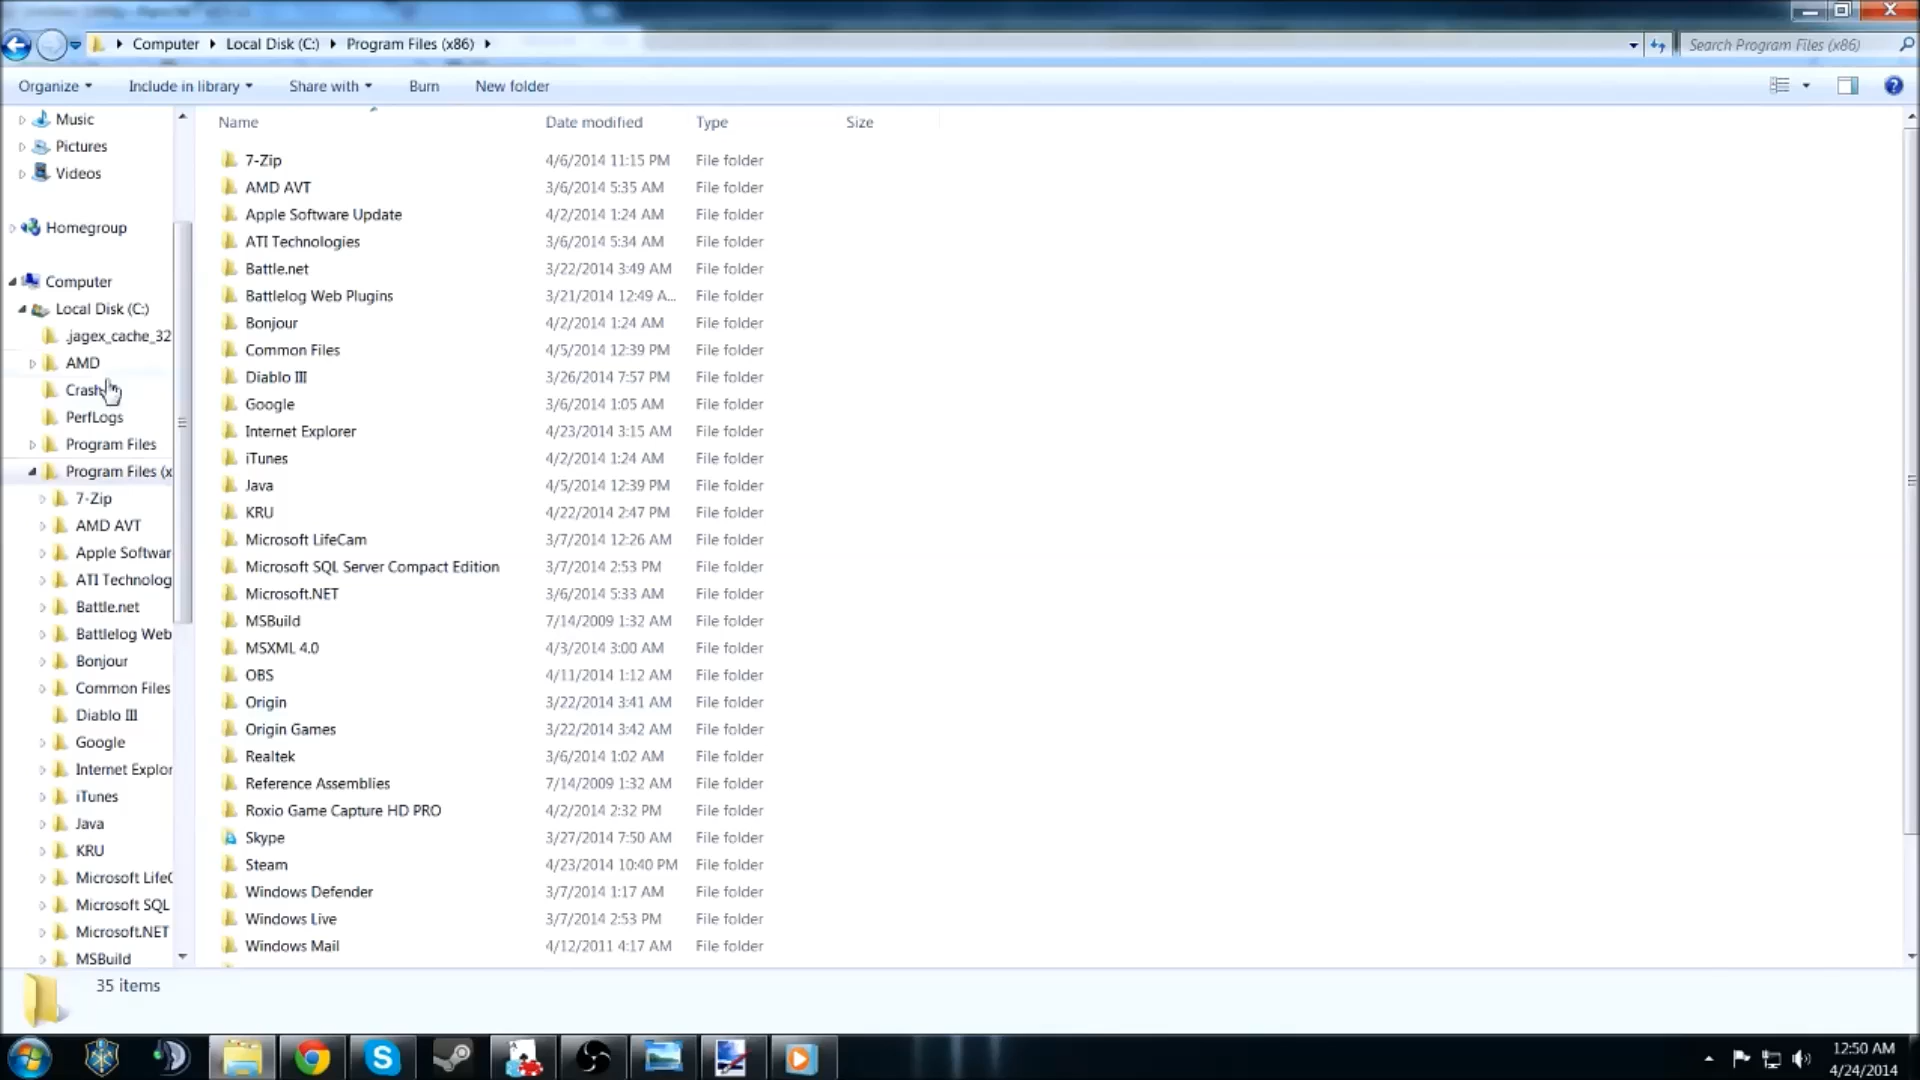 Computer Local Disk (C:) Program Files (x86)
Search Program Files (x86)
Organize Include in library Share with Burn New folder
Name Date modified Type Size
Music
Pictures
Videos
Homegroup
Computer
Local Disk (C:)
.jagex_cache_32
AMD
Crash
PerfLogs
Program Files
Program Files (x
7-Zip
AMD AVT
Apple Softwar
ATI Technolog
Battle.net
Battlelog Web
Bonjour
Common Files
Diablo III
Google
Internet Explor
iTunes
Java
KRU
Microsoft LifeC
Microsoft SQL
Microsoft.NET
MSBuild
7-Zip 4/6/2014 11:15 PM File folder
AMD AVT 3/6/2014 5:35 AM File folder
Apple Software Update 4/2/2014 1:24 AM File folder
ATI Technologies 3/6/2014 5:34 AM File folder
Battle.net 3/22/2014 3:49 AM File folder
Battlelog Web Plugins 3/21/2014 12:49 A... File folder
Bonjour 4/2/2014 1:24 AM File folder
Common Files 4/5/2014 12:39 PM File folder
Diablo III 3/26/2014 7:57 PM File folder
Google 3/6/2014 1:05 AM File folder
Internet Explorer 4/23/2014 3:15 AM File folder
iTunes 4/2/2014 1:24 AM File folder
Java 4/5/2014 12:39 PM File folder
KRU 4/22/2014 2:47 PM File folder
Microsoft LifeCam 3/7/2014 12:26 AM File folder
Microsoft SQL Server Compact Edition 3/7/2014 2:53 PM File folder
Microsoft.NET 3/6/2014 5:33 AM File folder
MSBuild 7/14/2009 1:32 AM File folder
MSXML 4.0 4/3/2014 3:00 AM File folder
OBS 4/11/2014 1:12 AM File folder
Origin 3/22/2014 3:41 AM File folder
Origin Games 3/22/2014 3:42 AM File folder
Realtek 3/6/2014 1:02 AM File folder
Reference Assemblies 7/14/2009 1:32 AM File folder
Roxio Game Capture HD PRO 4/2/2014 2:32 PM File folder
Skype 3/27/2014 7:50 AM File folder
Steam 4/23/2014 10:40 PM File folder
Windows Defender 3/7/2014 1:17 AM File folder
Windows Live 3/7/2014 2:53 PM File folder
Windows Mail 4/12/2011 4:17 AM File folder
35 items
12:50 AM
4/24/2014